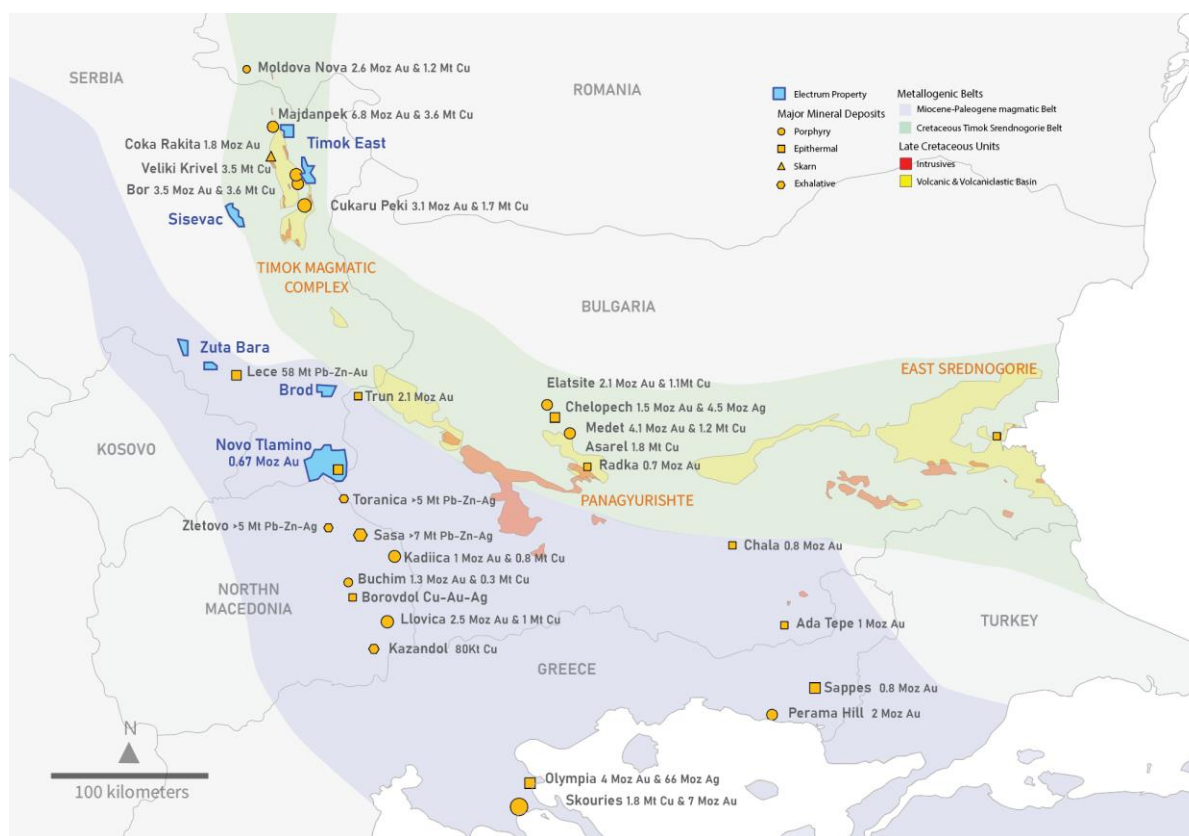 SERBIA
ROMANIA
Moldova Nova 2.6 Moz Au & 1.2 Mt Cu
Majdanpek 6.8 Moz Au & 3.6 Mt Cu
Coka Rakita 1.8 Moz Au
Timok East
Veliki Krivel 3.5 Mt Cu
Bor 3.5 Moz Au & 3.6 Mt Cu
Cukaru Peki 3.1 Moz Au & 1.7 Mt Cu
Sisevac
TIMOK MAGMATIC
COMPLEX
Electrum Property
Major Mineral Deposits
Porphyry
Epithermal
Skarn
Exhalative
Metallogenic Belts
Miocene-Paleogene magmatic Belt
Cretaceous Timok Srendnogorie Belt
Late Cretaceous Units
Intrusives
Volcanic & Volcaniclastic Basin
BULGARIA
Zuta Bara
Lece 58 Mt Pb-Zn-Au
Brod
Trun 2.1 Moz Au
Elatsite 2.1 Moz Au & 1.1Mt Cu
Chelopech 1.5 Moz Au & 4.5 Moz Ag
Medet 4.1 Moz Au & 1.2 Mt Cu
Asarel 1.8 Mt Cu
Radka 0.7 Moz Au
EAST SREDNOGORIE
PANAGYURISHTE
KOSOVO
Novo Tlamino
0.67 Moz Au
Toranica >5 Mt Pb-Zn-Ag
Zletovo >5 Mt Pb-Zn-Ag
Sasa >7 Mt Pb-Zn-Ag
Kadiica 1 Moz Au & 0.8 Mt Cu
Buchim 1.3 Moz Au & 0.3 Mt Cu
Borovdol Cu-Au-Ag
Llovica 2.5 Moz Au & 1 Mt Cu
Kazandol 80Kt Cu
NORTHN
MACEDONIA
Chala 0.8 Moz Au
Ada Tepe 1 Moz Au
TURKEY
GREECE
Sappes 0.8 Moz Au
Perama Hill 2 Moz Au
Olympia 4 Moz Au & 66 Moz Ag
Skouries 1.8 Mt Cu & 7 Moz Au
N
100 kilometers